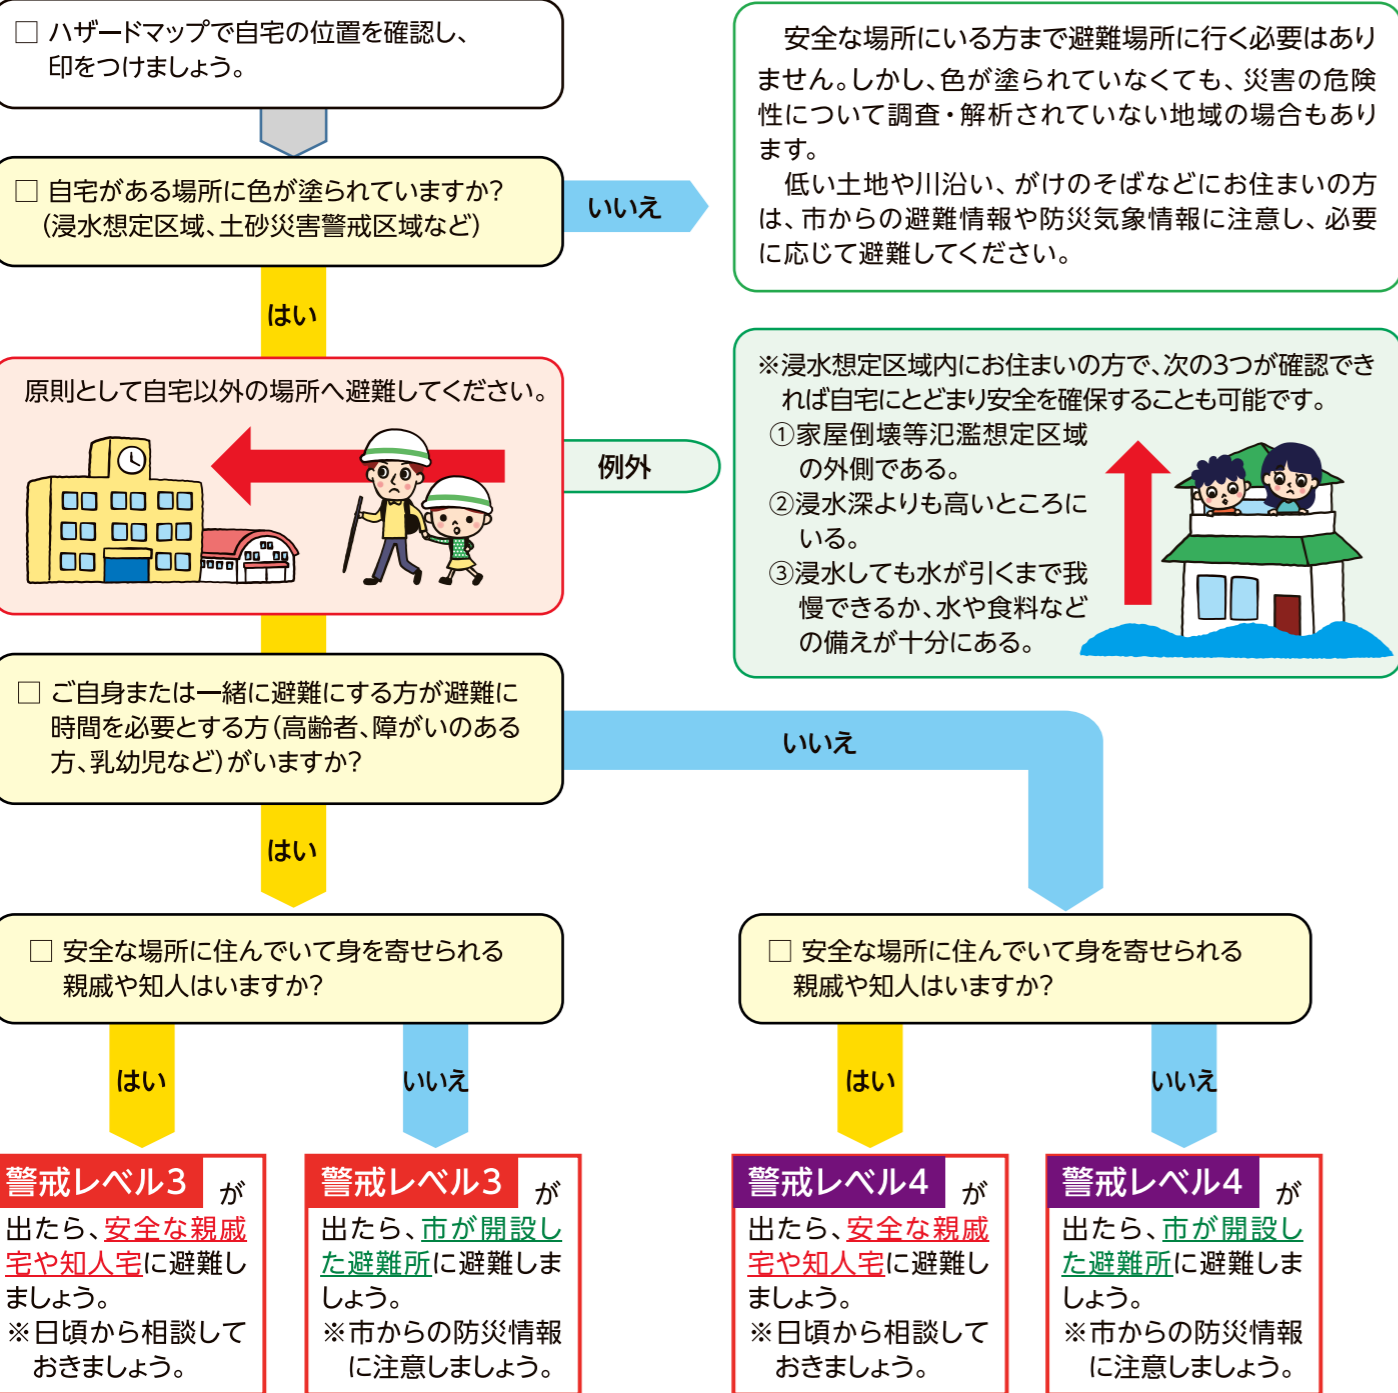 □ ハザードマップで自宅の位置を確認し、
印をつけましょう。
□ 自宅がある場所に色が塗られていますか?
(浸水想定区域、土砂災害警戒区域など)
いいえ
安全な場所にいる方まで避難場所に行く必要はあり
ません。しかし、色が塗られていなくても、災害の危険
性について調査・解析されていない地域の場合もあり
ます。
低い土地や川沿い、がけのそばなどにお住まいの方
は、市からの避難情報や防災気象情報に注意し、必要
に応じて避難してください。
はい
原則として自宅以外の場所へ避難してください。
例外
※浸水想定区域内にお住まいの方で、次の3つが確認でき
れば自宅にとどまり安全を確保することも可能です。
①家屋倒壊等氾濫想定区域
の外側である。
②浸水深よりも高いところに
いる。
③浸水しても水が引くまで我
慢できるか、水や食料など
の備えが十分にある。
□ ご自身または一緒に避難にする方が避難に
時間を必要とする方(高齢者、障がいのある
方、乳幼児など)がいますか?
いいえ
はい
□ 安全な場所に住んでいて身を寄せられる
親戚や知人はいますか?
□ 安全な場所に住んでいて身を寄せられる
親戚や知人はいますか?
はい
いいえ
はい
いいえ
警戒レベル3 が
出たら、安全な親戚
宅や知人宅に避難し
ましょう。
※日頃から相談して
おきましょう。
警戒レベル3 が
出たら、市が開設し
た避難所に避難しま
しょう。
※市からの防災情報
に注意しましょう。
警戒レベル4 が
出たら、安全な親戚
宅や知人宅に避難し
ましょう。
※日頃から相談して
おきましょう。
警戒レベル4 が
出たら、市が開設し
た避難所に避難しま
しょう。
※市からの防災情報
に注意しましょう。